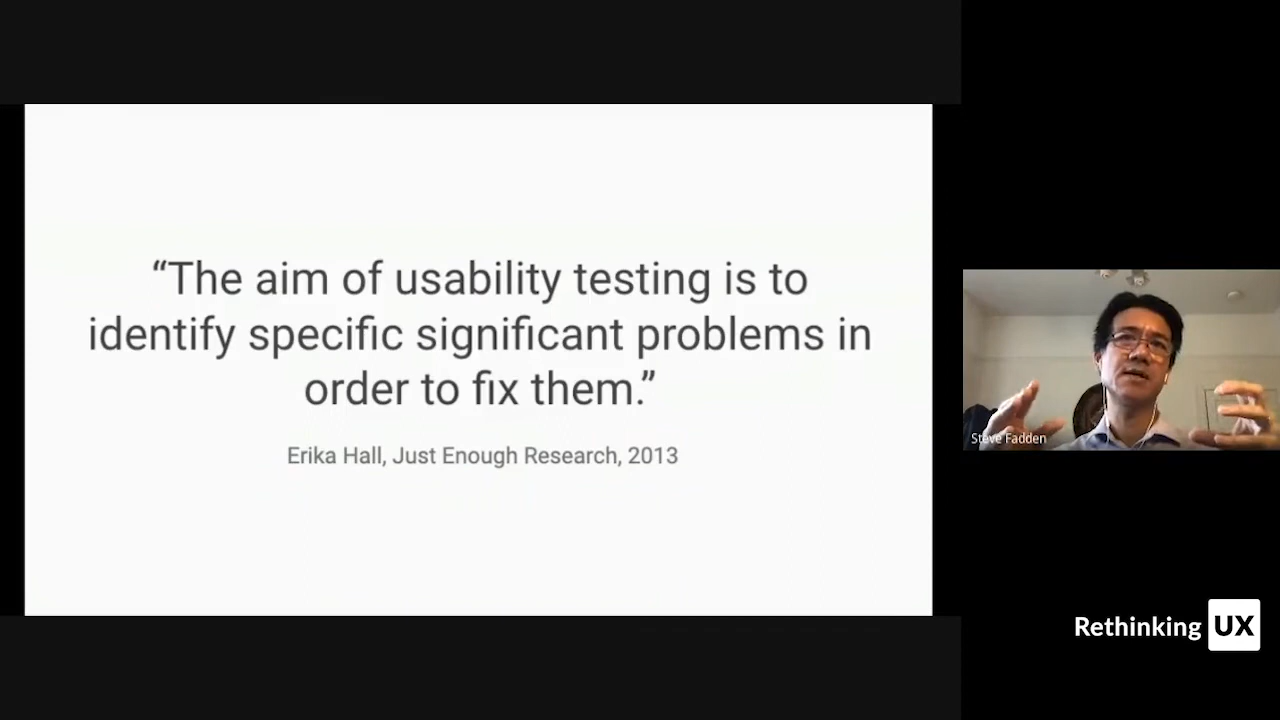 “The aim of usability testing is to
identify specific significant problems in
order to fix them.”
Erika Hall, Just Enough Research, 2013
Steve Fadden
Rethinking UX